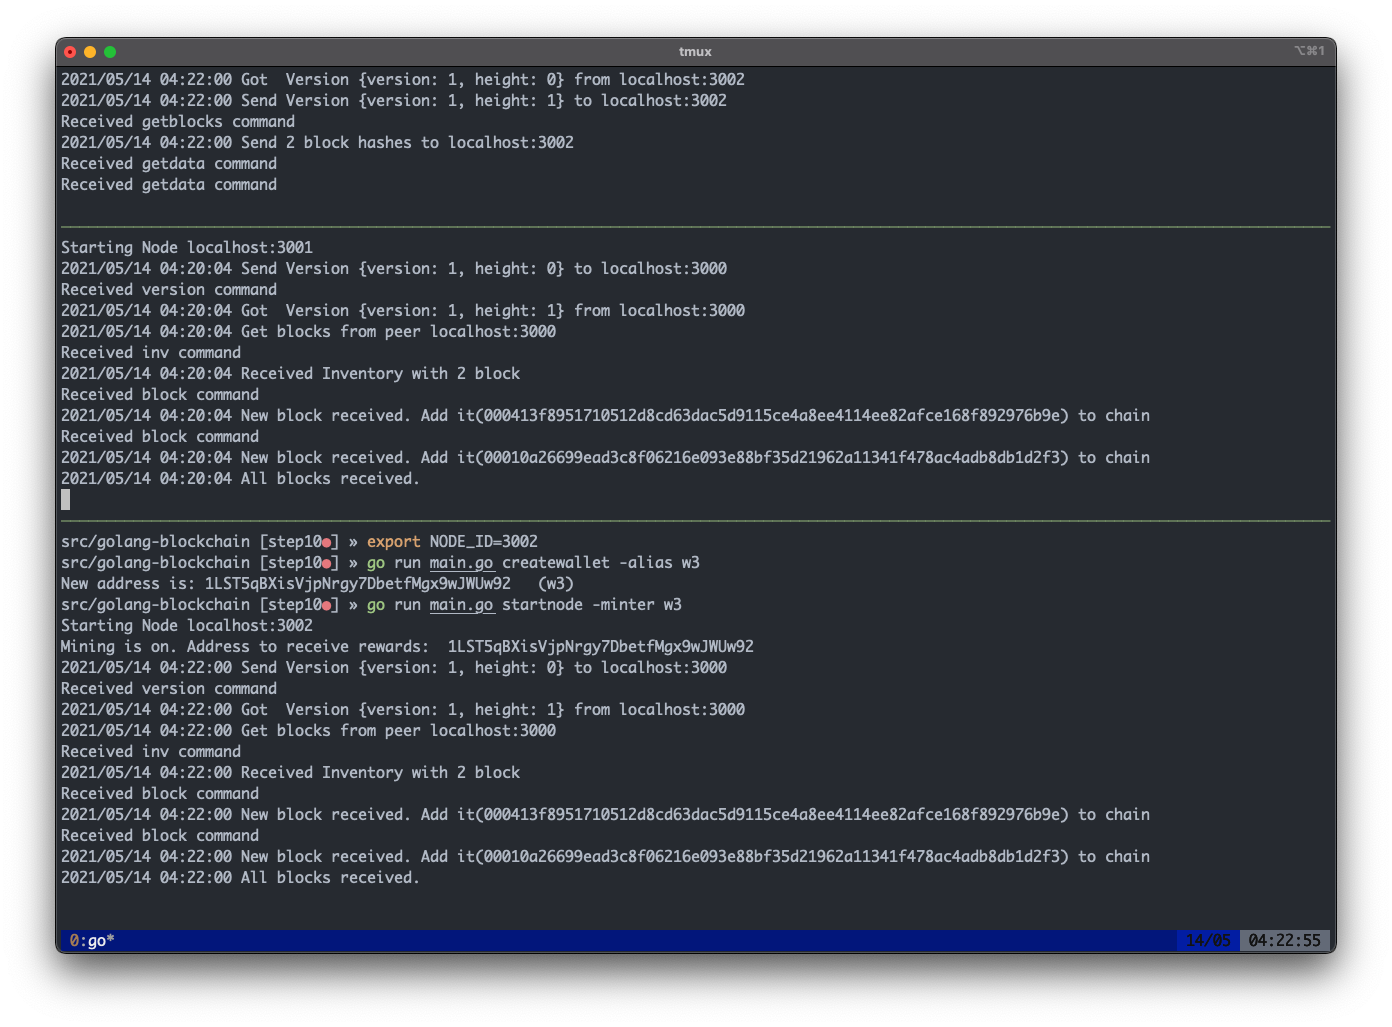 tmux
⌥⌘1
2021/05/14 04:22:00 Got  Version {version: 1, height: 0} from localhost:3002
2021/05/14 04:22:00 Send Version {version: 1, height: 1} to localhost:3002
Received getblocks command
2021/05/14 04:22:00 Send 2 block hashes to localhost:3002
Received getdata command
Received getdata command
Starting Node localhost:3001
2021/05/14 04:20:04 Send Version {version: 1, height: 0} to localhost:3000
Received version command
2021/05/14 04:20:04 Got  Version {version: 1, height: 1} from localhost:3000
2021/05/14 04:20:04 Get blocks from peer localhost:3000
Received inv command
2021/05/14 04:20:04 Received Inventory with 2 block
Received block command
2021/05/14 04:20:04 New block received. Add it(000413f8951710512d8cd63dac5d9115ce4a8ee4114ee82afce168f892976b9e) to chain
Received block command
2021/05/14 04:20:04 New block received. Add it(00010a26699ead3c8f06216e093e88bf35d21962a11341f478ac4adb8db1d2f3) to chain
2021/05/14 04:20:04 All blocks received.
src/golang-blockchain [step10●] » export NODE_ID=3002
src/golang-blockchain [step10●] » go run main.go createwallet -alias w3
New address is: 1LST5qBXisVjpNrgy7DbetfMgx9wJWUw92   (w3)
src/golang-blockchain [step10●] » go run main.go startnode -minter w3
Starting Node localhost:3002
Mining is on. Address to receive rewards:  1LST5qBXisVjpNrgy7DbetfMgx9wJWUw92
2021/05/14 04:22:00 Send Version {version: 1, height: 0} to localhost:3000
Received version command
2021/05/14 04:22:00 Got  Version {version: 1, height: 1} from localhost:3000
2021/05/14 04:22:00 Get blocks from peer localhost:3000
Received inv command
2021/05/14 04:22:00 Received Inventory with 2 block
Received block command
2021/05/14 04:22:00 New block received. Add it(000413f8951710512d8cd63dac5d9115ce4a8ee4114ee82afce168f892976b9e) to chain
Received block command
2021/05/14 04:22:00 New block received. Add it(00010a26699ead3c8f06216e093e88bf35d21962a11341f478ac4adb8db1d2f3) to chain
2021/05/14 04:22:00 All blocks received.
0:go* 14/05 04:22:55